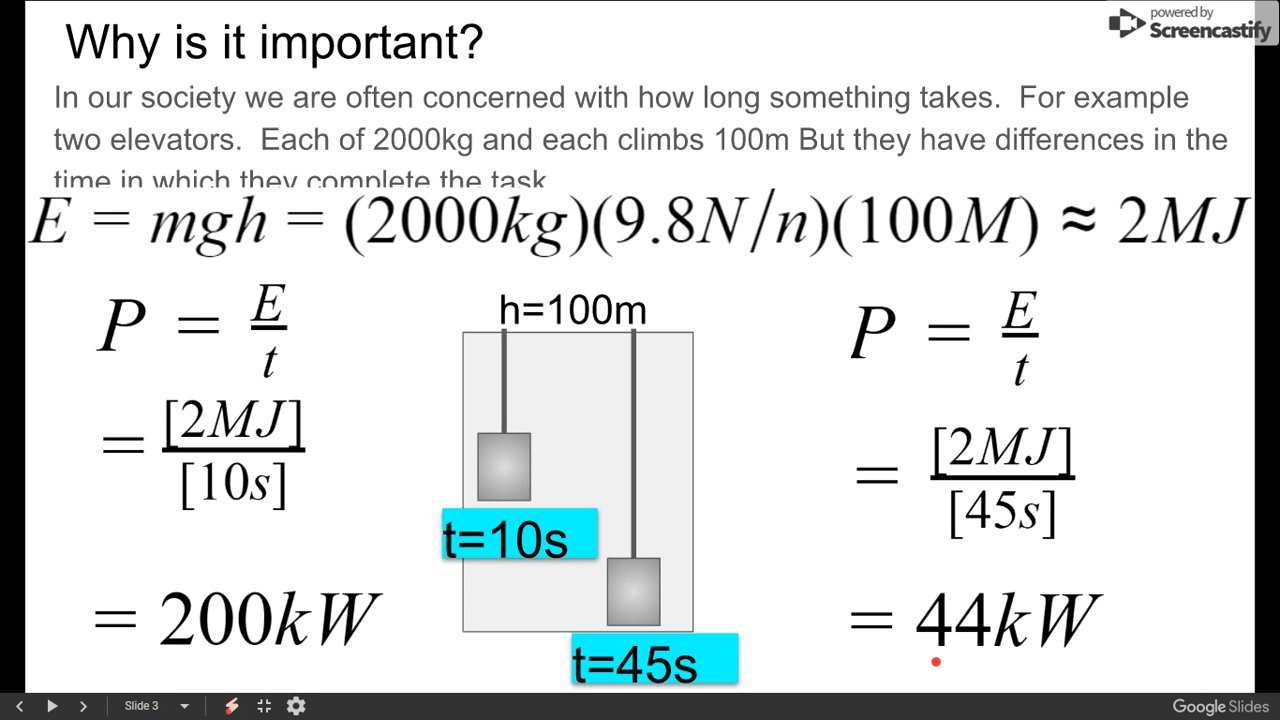 powered by
Screencastify
Why is it important?
In our society we are often concerned with how long something takes. For example
two elevators. Each of 2000kg and each climbs 100m But they have differences in the
time in which they complete the task
E = mgh = (2000kg)(9.8N/n)(100M) ≈ 2MJ
P = E/t
= [2MJ]/[10s]
= 200kW
h=100m
t=10s
t=45s
P = E/t
= [2MJ]/[45s]
= 44kW
Slide 3
Google Slides